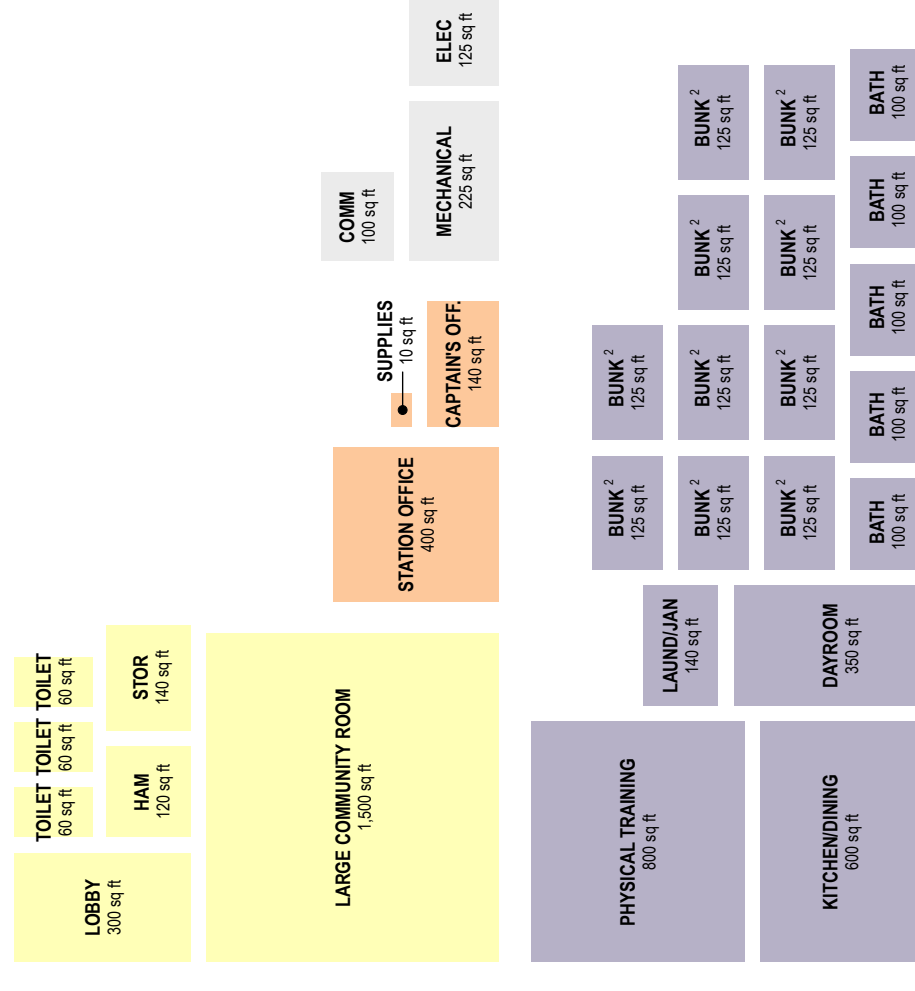 LOBBY
300 sq ft
TOILET
60 sq ft
TOILET
60 sq ft
TOILET
60 sq ft
HAM
120 sq ft
STOR
140 sq ft
LARGE COMMUNITY ROOM
1,500 sq ft
STATION OFFICE
400 sq ft
SUPPLIES
10 sq ft
CAPTAIN'S OFF.
140 sq ft
COMM
100 sq ft
MECHANICAL
225 sq ft
ELEC
125 sq ft
PHYSICAL TRAINING
800 sq ft
KITCHEN/DINING
600 sq ft
LAUND/JAN
140 sq ft
DAYROOM
350 sq ft
BUNK 2
125 sq ft
BUNK 2
125 sq ft
BUNK 2
125 sq ft
BUNK 2
125 sq ft
BUNK 2
125 sq ft
BUNK 2
125 sq ft
BUNK 2
125 sq ft
BUNK 2
125 sq ft
BUNK 2
125 sq ft
BUNK 2
125 sq ft
BATH
100 sq ft
BATH
100 sq ft
BATH
100 sq ft
BATH
100 sq ft
BATH
100 sq ft